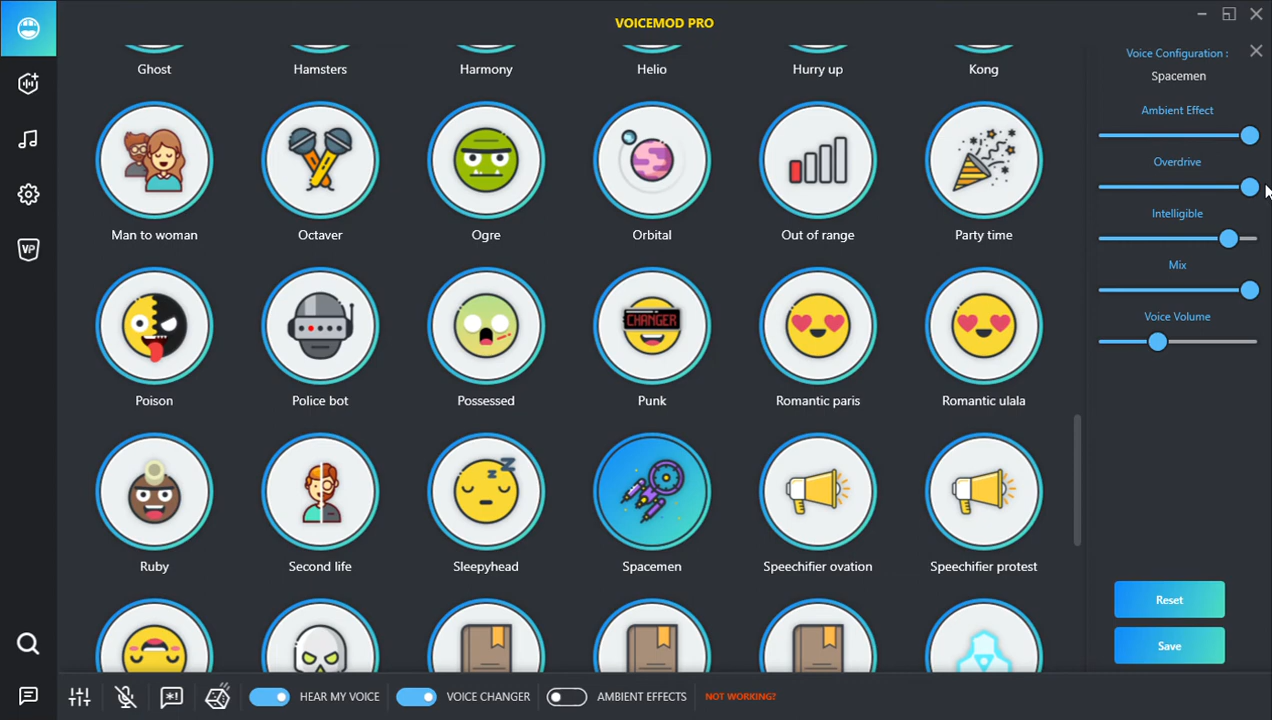 VOICEMOD PRO
Ghost
Hamsters
Harmony
Helio
Hurry up
Kong
Man to woman
Octaver
Ogre
Orbital
Out of range
Party time
CHANGER
Poison
Police bot
Possessed
Punk
Romantic paris
Romantic ulala
Ruby
Second life
Sleepyhead
Spacemen
Speechifier ovation
Speechifier protest
Voice Configuration :
Spacemen
Ambient Effect
Overdrive
Intelligible
Mix
Voice Volume
Reset
Save
VP
HEAR MY VOICE
VOICE CHANGER
AMBIENT EFFECTS
NOT WORKING?